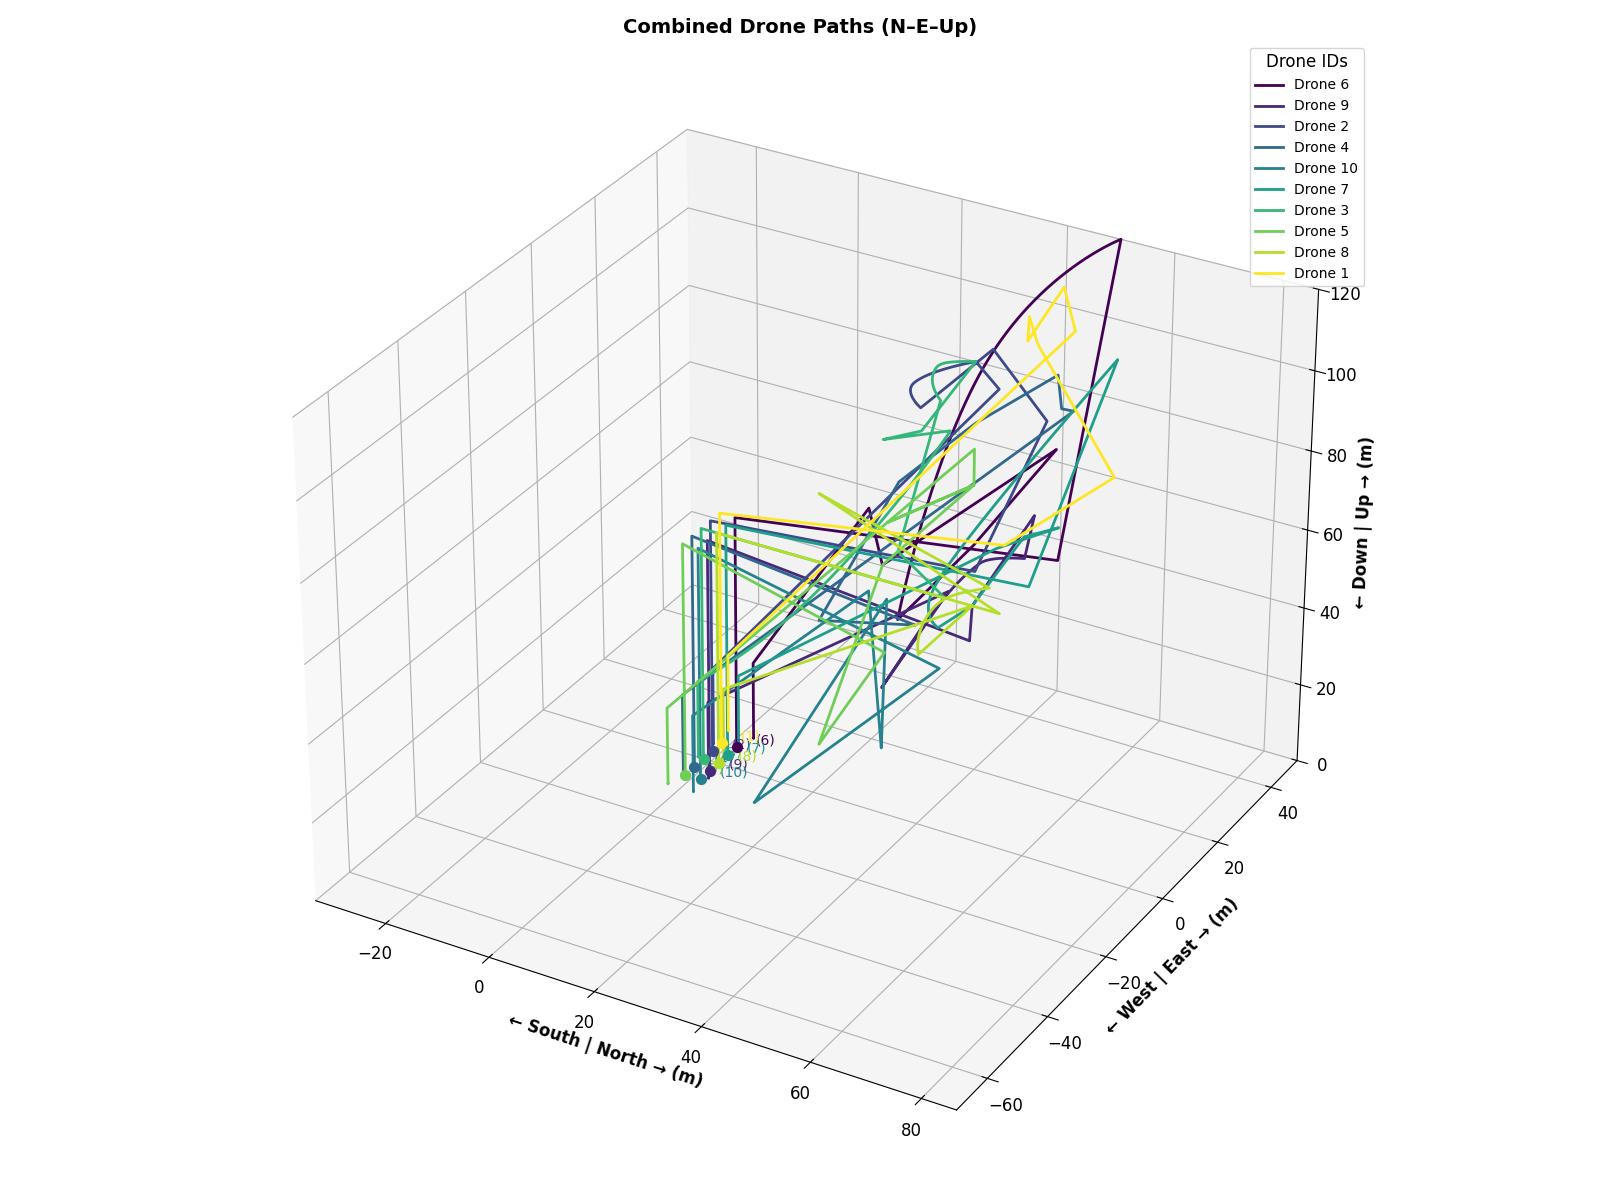 Combined Drone Paths (N–E–Up)
Drone IDs
Drone 6
Drone 9
Drone 2
Drone 4
Drone 10
Drone 7
Drone 3
Drone 5
Drone 8
Drone 1
120
100
80
60
40
20
0
← Down | Up → (m)
40
20
0
−20
−40
−60
← West | East → (m)
−20
0
20
40
60
80
← South | North → (m)
(6)
(7)
(8)
(9)
(10)